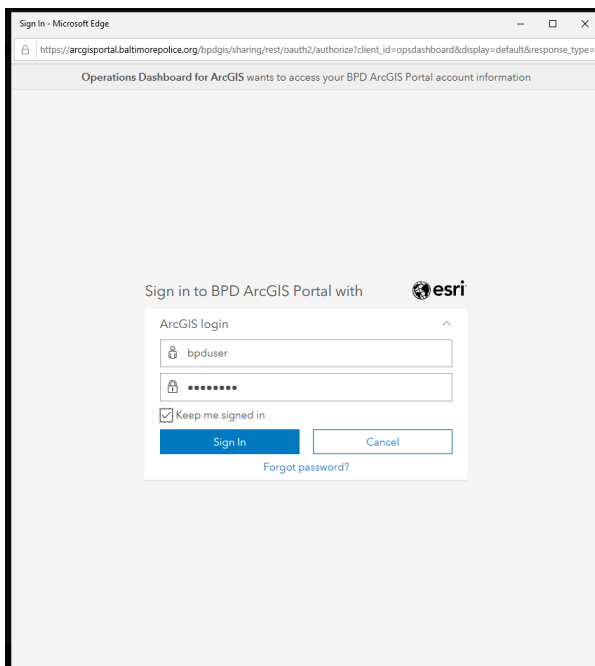 Sign In - Microsoft Edge
https://arcgisportal.baltimorepolice.org/bpdgis/sharing/rest/oauth2/authorize?client_id=opsdashboard&display=default&response_type=
Operations Dashboard for ArcGIS wants to access your BPD ArcGIS Portal account information
Sign in to BPD ArcGIS Portal with esri
ArcGIS login
bpduser
••••••••
Keep me signed in
Sign In Cancel
Forgot password?